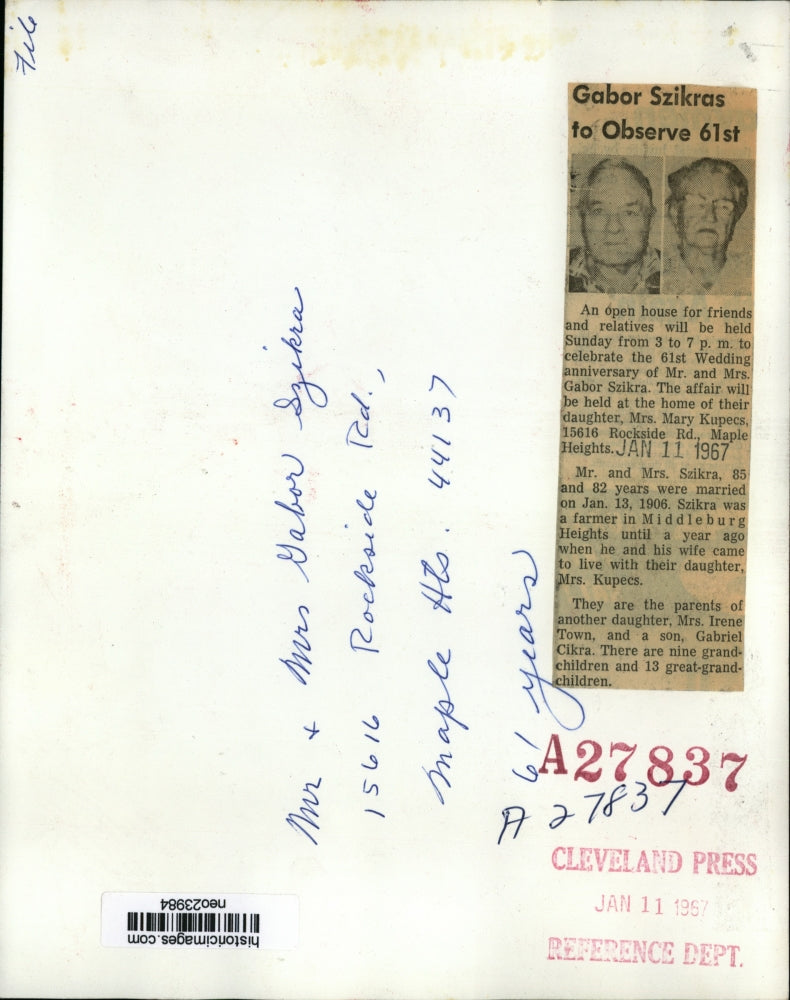 File
Gabor Szikras
to Observe 61st
An open house for friends
and relatives will be held
Sunday from 3 to 7 p. m. to
celebrate the 61st Wedding
anniversary of Mr. and Mrs.
Gabor Szikra. The affair will
be held at the home of their
daughter, Mrs. Mary Kupecs,
15616 Rockside Rd., Maple
Heights. JAN 11 1967
Mr. and Mrs. Szikra, 85
and 82 years were married
on Jan. 13, 1906. Szikra was
a farmer in Middleburg
Heights until a year ago
when he and his wife came
to live with their daughter,
Mrs. Kupecs.
They are the parents of
another daughter, Mrs. Irene
Town, and a son, Gabriel
Cikra. There are nine grand-
children and 13 great-grand-
children.
Mr + Mrs Gabor Szikra
15616 Rockside Rd.,
Maple Hts. 44137
61 years
A27837
A 27837
CLEVELAND PRESS
JAN 11 1967
REFERENCE DEPT.
historicimages.com
neo23984